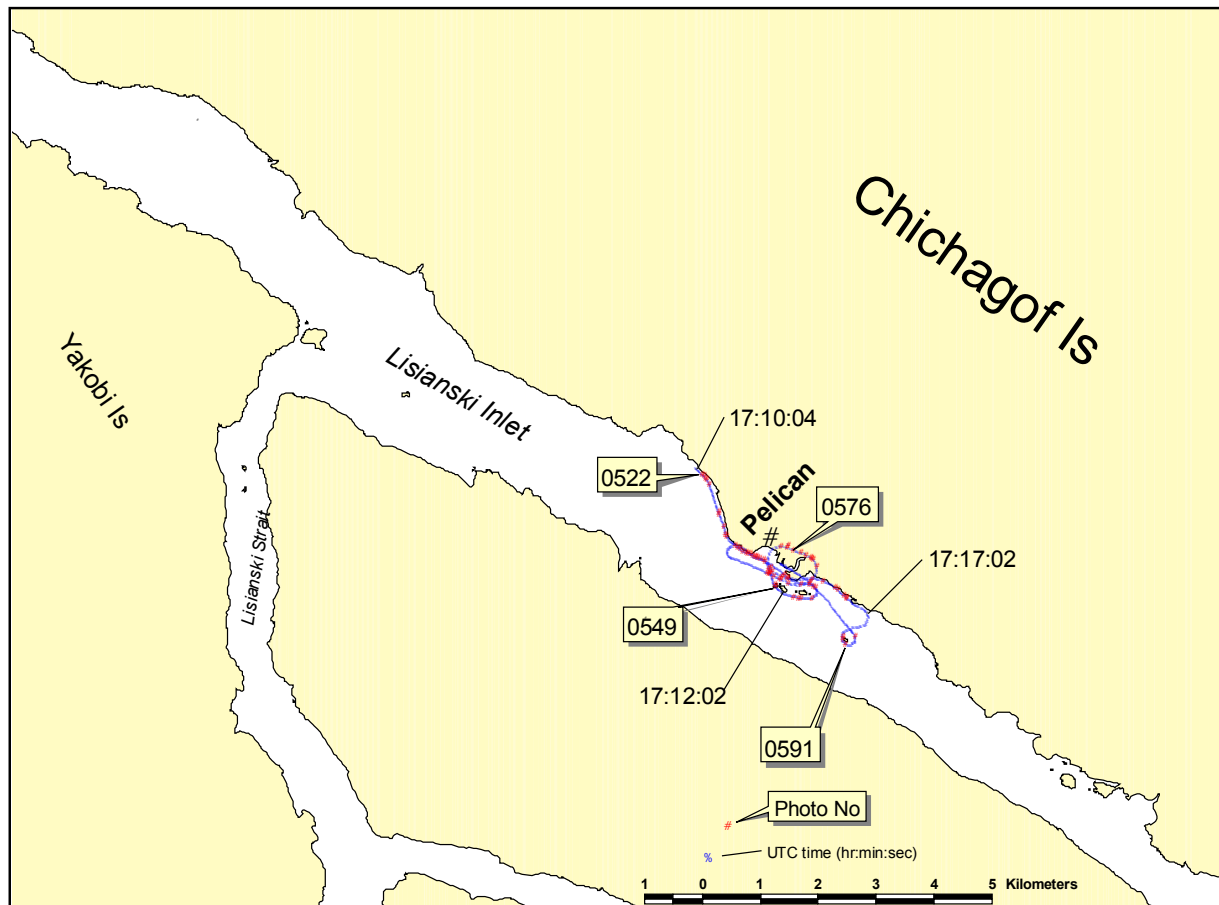 Chichagof Is
Yakobi Is
Lisianski Inlet
17:10:04
0522
Pelican
#
0576
17:17:02
Lisianski Strait
0549
17:12:02
0591
# Photo No
% UTC time (hr:min:sec)
1 0 1 2 3 4 5 Kilometers